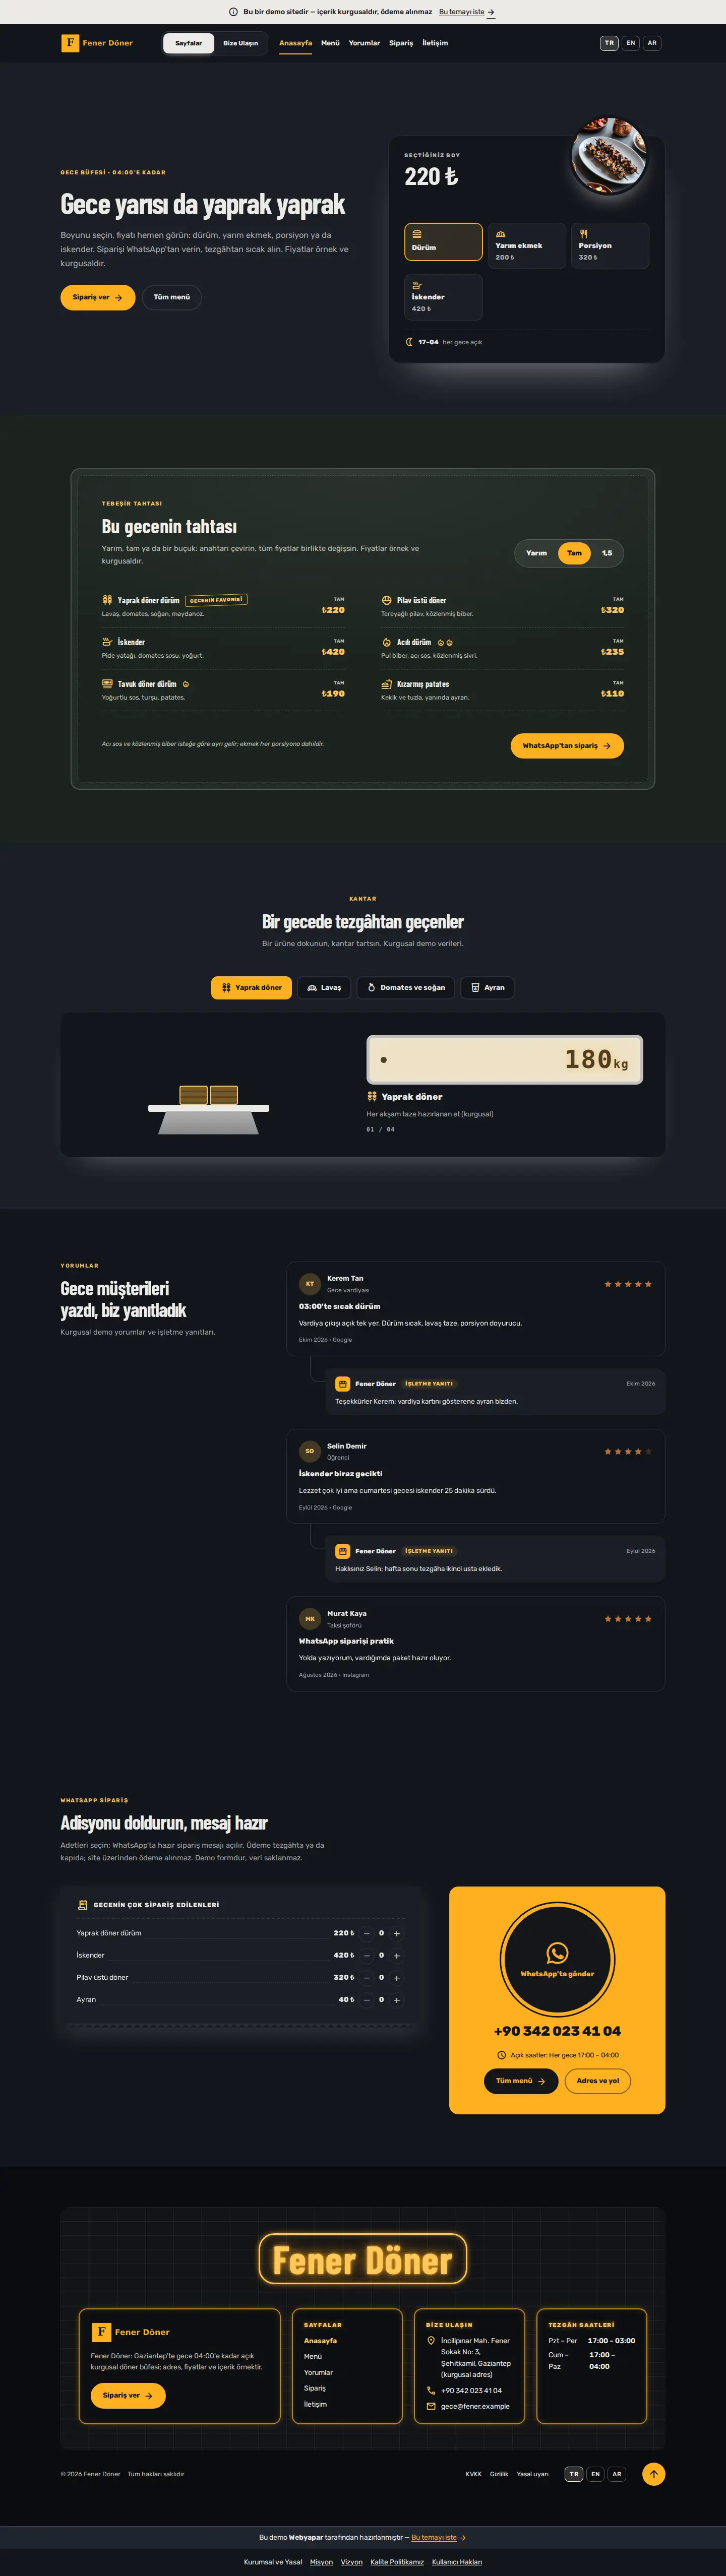 Bu bir demo sitedir — içerik kurgusaldır, ödeme alınmaz Bu temayı iste →
F Fener Döner
Sayfalar Bize Ulaşın Anasayfa Menü Yorumlar Sipariş İletişim
TR EN AR
GECE BÜFESİ • 04:00'E KADAR
Gece yarısı da yaprak yaprak
Boyunu seçin, fiyatı hemen görün: dürüm, yarım ekmek, porsiyon ya da
iskender. Siparişi WhatsApp'tan verin, tezgâhtan sıcak alın. Fiyatlar örnek ve
kurgusaldır.
Sipariş ver → Tüm menü
SEÇTİĞİNİZ BOY
220 ₺
Dürüm
Yarım ekmek
200 ₺
Porsiyon
320 ₺
İskender
420 ₺
17–04 her gece açık
TEBEŞİR TAHTASI
Bu gecenin tahtası
Yarım, tam ya da bir buçuk: anahtarı çevirin, tüm fiyatlar birlikte değişsin. Fiyatlar örnek ve
kurgusaldır.
Yarım Tam 1,5
Yaprak döner dürüm GECENİN FAVORİSİ TAM
Lavaş, domates, soğan, maydanoz. ₺220
Pilav üstü döner TAM
Tereyağlı pilav, közlenmiş biber. ₺320
İskender TAM
Pide yatağı, domates sosu, yoğurt. ₺420
Acılı dürüm TAM
Pul biber, acı sos, közlenmiş sivri. ₺235
Tavuk döner dürüm TAM
Yoğurtlu sos, turşu, patates. ₺190
Kızarmış patates TAM
Kekik ve tuzla, yanında ayran. ₺110
Acı sos ve közlenmiş biber isteğe göre ayrı gelir; ekmek her porsiyona dahildir.
WhatsApp'tan sipariş →
KANTAR
Bir gecede tezgâhtan geçenler
Bir ürüne dokunun, kantar tartsın. Kurgusal demo verileri.
Yaprak döner Lavaş Domates ve soğan Ayran
180kg
Yaprak döner
Her akşam taze hazırlanan et (kurgusal)
01 / 04
YORUMLAR
Gece müşterileri
yazdı, biz yanıtladık
Kurgusal demo yorumlar ve işletme yanıtları.
KT Kerem Tan
Gece vardiyası
03:00'te sıcak dürüm
Vardiya çıkışı açık tek yer. Dürüm sıcak, lavaş taze, porsiyon doyurucu.
Ekim 2026 • Google
Fener Döner İŞLETME YANITI Ekim 2026
Teşekkürler Kerem; vardiya kartını gösterene ayran bizden.
SD Selin Demir
Öğrenci
İskender biraz gecikti
Lezzet çok iyi ama cumartesi gecesi iskender 25 dakika sürdü.
Eylül 2026 • Google
Fener Döner İŞLETME YANITI Eylül 2026
Haklısınız Selin; hafta sonu tezgâha ikinci usta ekledik.
MK Murat Kaya
Taksi şoförü
WhatsApp siparişi pratik
Yolda yazıyorum, vardığımda paket hazır oluyor.
Ağustos 2026 • Instagram
WHATSAPP SİPARİŞ
Adisyonu doldurun, mesaj hazır
Adetleri seçin; WhatsApp'ta hazır sipariş mesajı açılır. Ödeme tezgâhta ya da
kapıda; site üzerinden ödeme alınmaz. Demo formdur, veri saklanmaz.
GECENİN ÇOK SİPARİŞ EDİLENLERİ
Yaprak döner dürüm 220 ₺ − 0 +
İskender 420 ₺ − 0 +
Pilav üstü döner 320 ₺ − 0 +
Ayran 40 ₺ − 0 +
WhatsApp'ta gönder
+90 342 023 41 04
Açık saatler: Her gece 17:00 – 04:00
Tüm menü → Adres ve yol
Fener Döner
F Fener Döner
Fener Döner: Gaziantep'te gece 04:00'e kadar açık
kurgusal döner büfesi; adres, fiyatlar ve içerik örnektir.
Sipariş ver →
SAYFALAR
Anasayfa
Menü
Yorumlar
Sipariş
İletişim
BİZE ULAŞIN
İncilipınar Mah. Fener
Sokak No: 3,
Şehitkamil, Gaziantep
(kurgusal adres)
+90 342 023 41 04
gece@fener.example
TEZGÂH SAATLERİ
Pzt – Per 17:00 – 03:00
Cum – Paz 17:00 – 04:00
© 2026 Fener Döner Tüm hakları saklıdır
KVKK Gizlilik Yasal uyarı TR EN AR
Bu demo Webyapar tarafından hazırlanmıştır — Bu temayı iste →
Kurumsal ve Yasal Misyon Vizyon Kalite Politikamız Kullanıcı Hakları